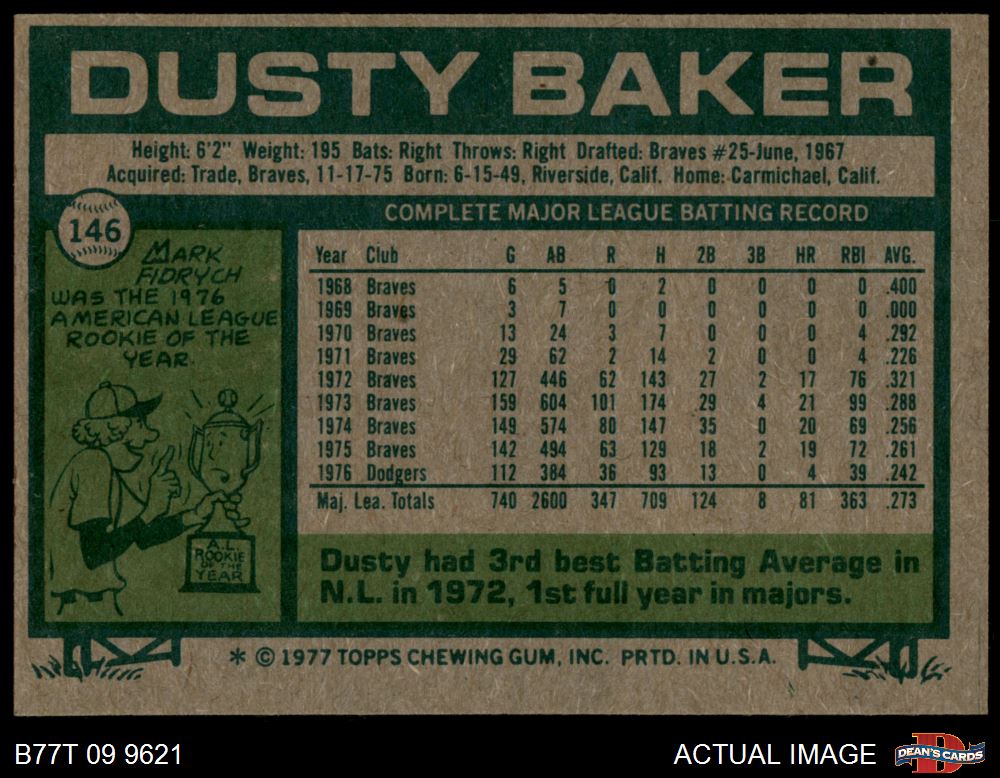 DUSTY BAKER
Height: 6'2" Weight: 195 Bats: Right Throws: Right Drafted: Braves #25-June, 1967
Acquired: Trade, Braves, 11-17-75 Born: 6-15-49, Riverside, Calif. Home: Carmichael, Calif.
146
MARK
FIDRYCH
WAS THE 1976
AMERICAN LEAGUE
ROOKIE OF THE
YEAR.
A.L.
ROOKIE
OF THE
YEAR
COMPLETE MAJOR LEAGUE BATTING RECORD
Year Club G AB R H 2B 3B HR RBI AVG.
1968 Braves 6 5 0 2 0 0 0 0 .400
1969 Braves 3 7 0 0 0 0 0 0 .000
1970 Braves 13 24 3 7 0 0 0 4 .292
1971 Braves 29 62 2 14 2 0 0 4 .226
1972 Braves 127 446 62 143 27 2 17 76 .321
1973 Braves 159 604 101 174 29 4 21 99 .288
1974 Braves 149 574 80 147 35 0 20 69 .256
1975 Braves 142 494 63 129 18 2 19 72 .261
1976 Dodgers 112 384 36 93 13 0 4 39 .242
Maj. Lea. Totals 740 2600 347 709 124 8 81 363 .273
Dusty had 3rd best Batting Average in
N.L. in 1972, 1st full year in majors.
* © 1977 TOPPS CHEWING GUM, INC. PRTD. IN U.S.A.
B77T 09 9621
ACTUAL IMAGE
DEAN'S CARDS